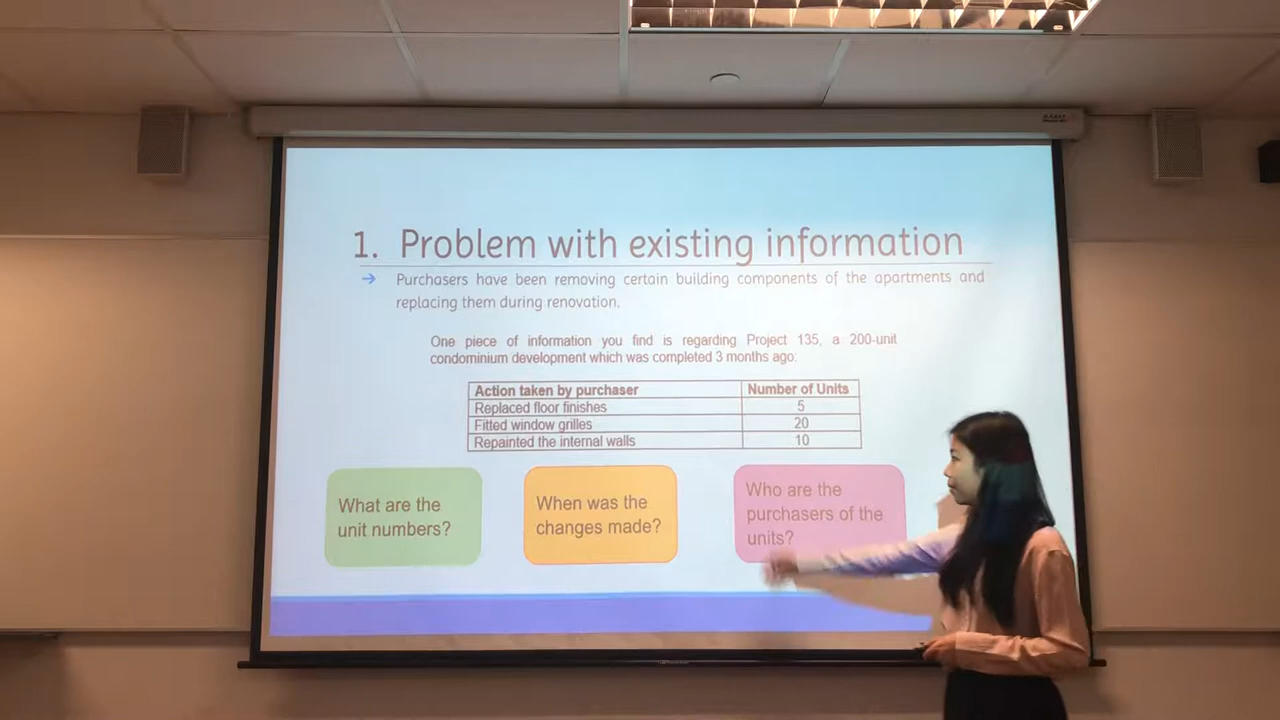 1. Problem with existing information
→ Purchasers have been removing certain building components of the apartments and
replacing them during renovation.
One piece of information you find is regarding Project 135, a 200-unit
condominium development which was completed 3 months ago:
Action taken by purchaser Number of Units
Replaced floor finishes 5
Fitted window grilles 20
Repainted the internal walls 10
What are the
unit numbers?
When was the
changes made?
Who are the
purchasers of the
units?